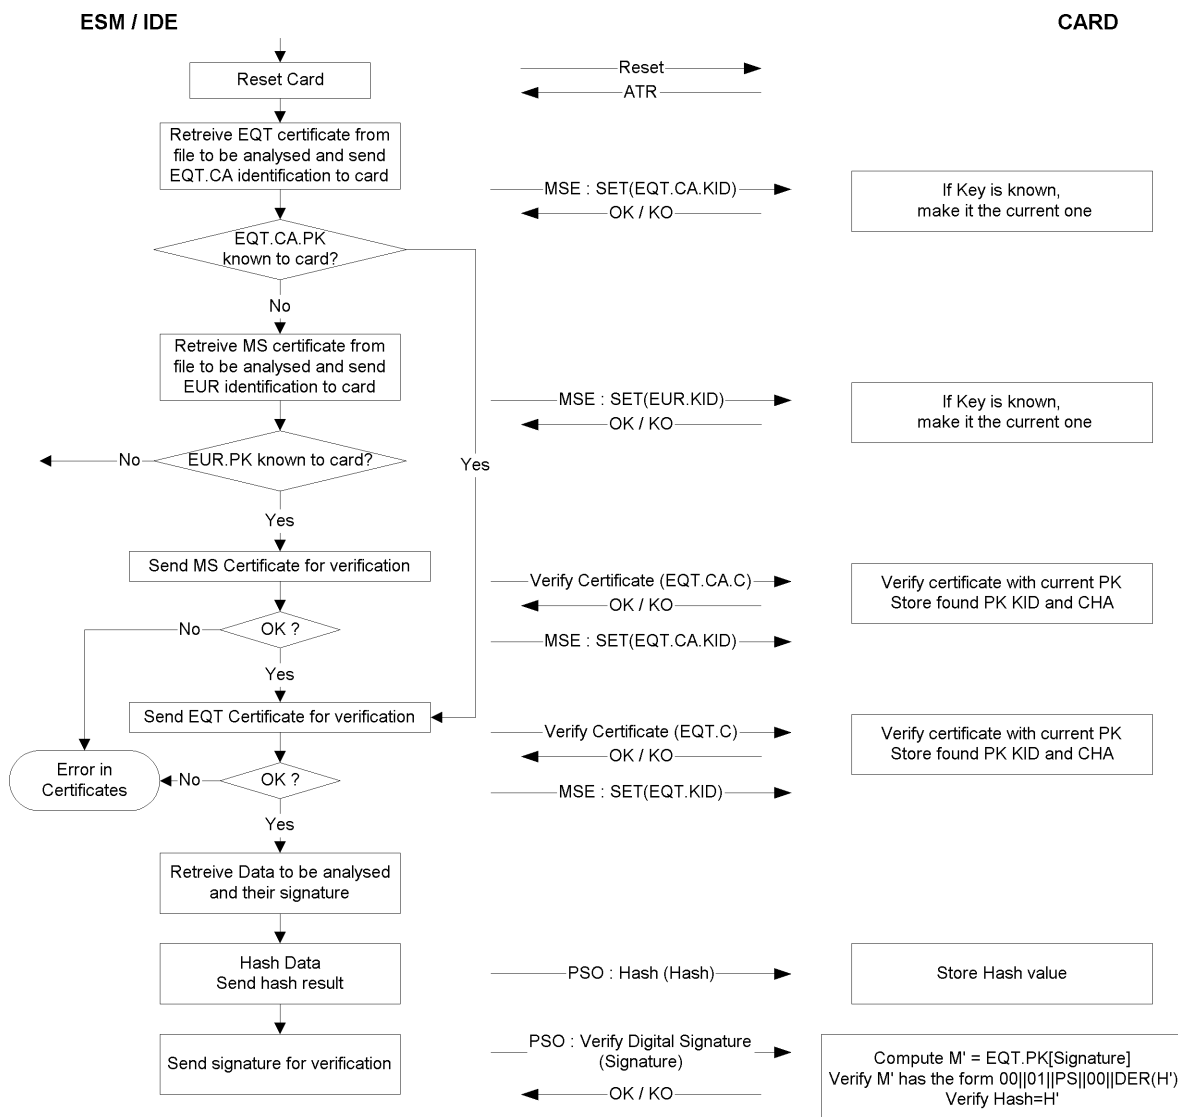 ESM / IDE
CARD
Reset Card
Reset
ATR
Retreive EQT certificate from
file to be analysed and send
EQT.CA identification to card
MSE : SET(EQT.CA.KID)
OK / KO
If Key is known,
make it the current one
EQT.CA.PK
known to card?
No
Retreive MS certificate from
file to be analysed and send
EUR identification to card
MSE : SET(EUR.KID)
OK / KO
If Key is known,
make it the current one
No
EUR.PK known to card?
Yes
Yes
Send MS Certificate for verification
Verify Certificate (EQT.CA.C)
OK / KO
Verify certificate with current PK
Store found PK KID and CHA
No
OK ?
MSE : SET(EQT.CA.KID)
Yes
Send EQT Certificate for verification
Verify Certificate (EQT.C)
OK / KO
Verify certificate with current PK
Store found PK KID and CHA
Error in
Certificates
No
OK ?
MSE : SET(EQT.KID)
Yes
Retreive Data to be analysed
and their signature
Hash Data
Send hash result
PSO : Hash (Hash)
Store Hash value
Send signature for verification
PSO : Verify Digital Signature
(Signature)
OK / KO
Compute M' = EQT.PK[Signature]
Verify M' has the form 00||01||PS||00||DER(H')
Verify Hash=H'